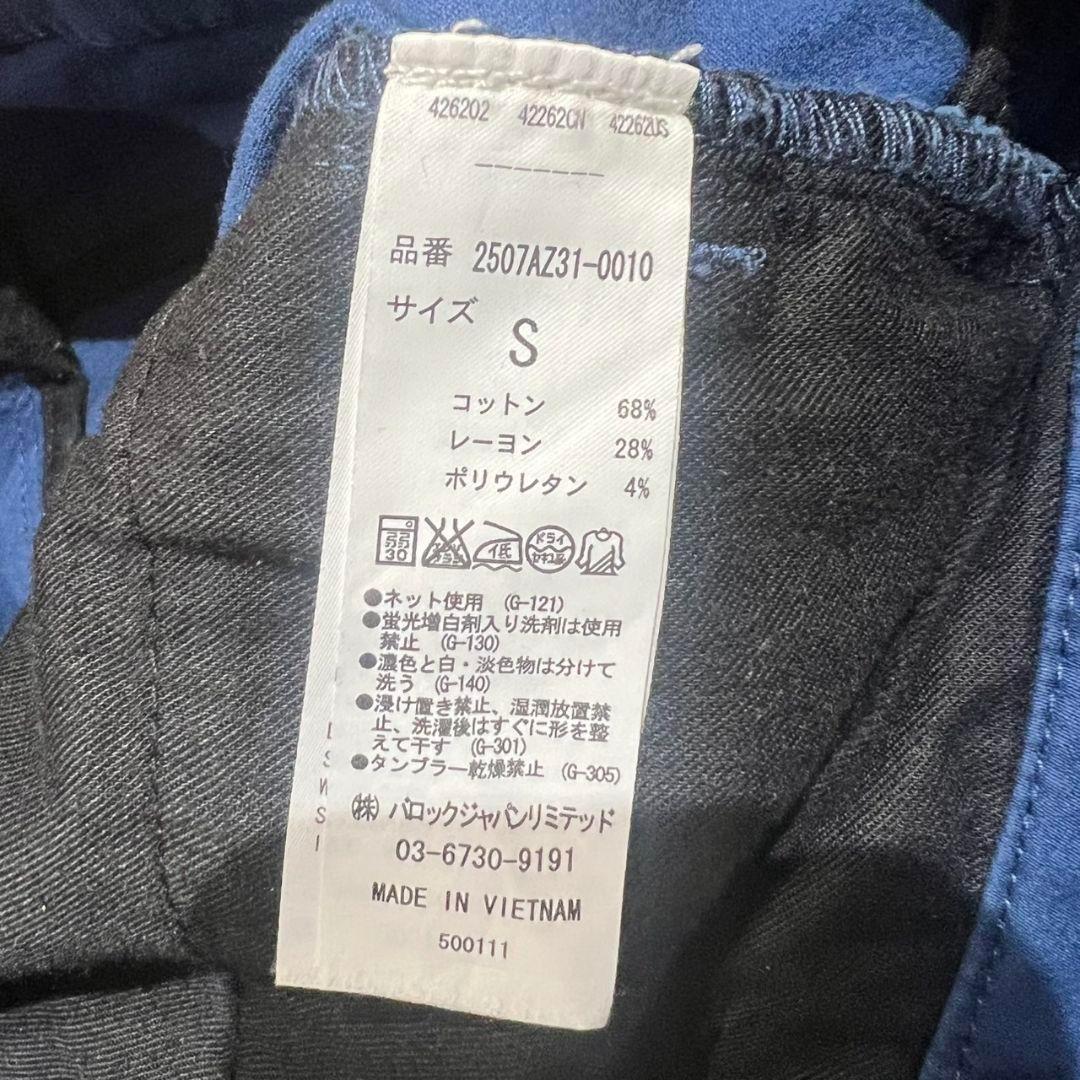 426202 42262CN 42262US
-------
品番 2507AZ31-0010
サイズ
S
コットン 68%
レーヨン 28%
ポリウレタン 4%
30 低 ドライ
●ネット使用 (G-121)
●蛍光増白剤入り洗剤は使用
禁止 (G-130)
●濃色と白・淡色物は分けて
洗う (G-140)
●浸け置き禁止、湿潤放置禁
止、洗濯後はすぐに形を整
えて干す (G-301)
●タンブラー乾燥禁止 (G-305)
(株) バロックジャパンリミテッド
03-6730-9191
MADE IN VIETNAM
500111